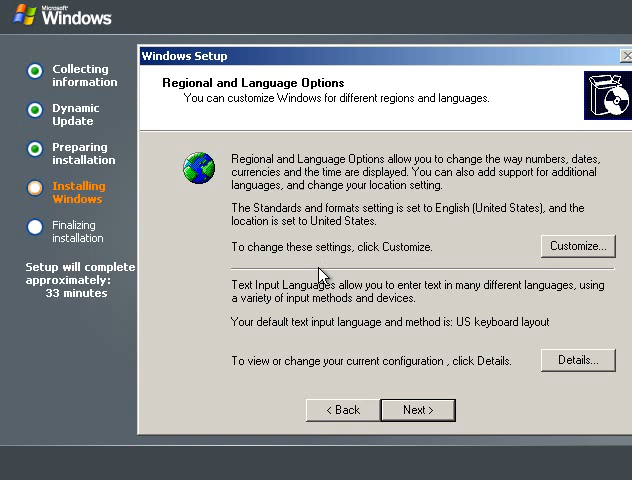 Microsoft
Windows
Collecting
information
Dynamic
Update
Preparing
installation
Installing
Windows
Finalizing
installation
Setup will complete
approximately:
33 minutes
Windows Setup
Regional and Language Options
You can customize Windows for different regions and languages.
Regional and Language Options allow you to change the way numbers, dates,
currencies and the time are displayed. You can also add support for additional
languages, and change your location setting.
The Standards and formats setting is set to English (United States), and the
location is set to United States.
To change these settings, click Customize.
Customize...
Text Input Languages allow you to enter text in many different languages, using
a variety of input methods and devices.
Your default text input language and method is: US keyboard layout
To view or change your current configuration , click Details.
Details...
< Back
Next >